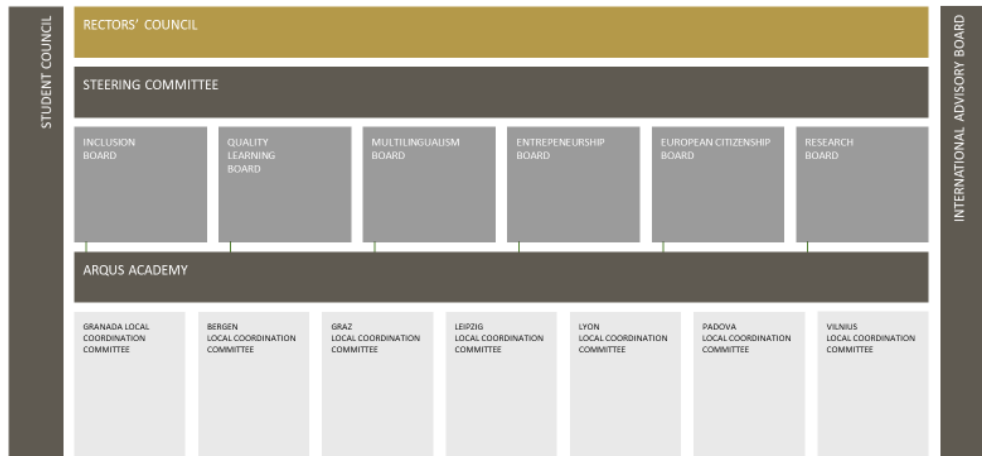 STUDENT COUNCIL
RECTORS' COUNCIL
STEERING COMMITTEE
INCLUSION
BOARD
QUALITY
LEARNING
BOARD
MULTILINGUALISM
BOARD
ENTREPENEURSHIP
BOARD
EUROPEAN CITIZENSHIP
BOARD
RESEARCH
BOARD
ARQUS ACADEMY
GRANADA LOCAL
COORDINATION
COMMITTEE
BERGEN
LOCAL COORDINATION
COMMITTEE
GRAZ
LOCAL COORDINATION
COMMITTEE
LEIPZIG
LOCAL COORDINATION
COMMITTEE
LYON
LOCAL COORDINATION
COMMITTEE
PADOVA
LOCAL COORDINATION
COMMITTEE
VILNIUS
LOCAL COORDINATION
COMMITTEE
INTERNATIONAL ADVISORY BOARD